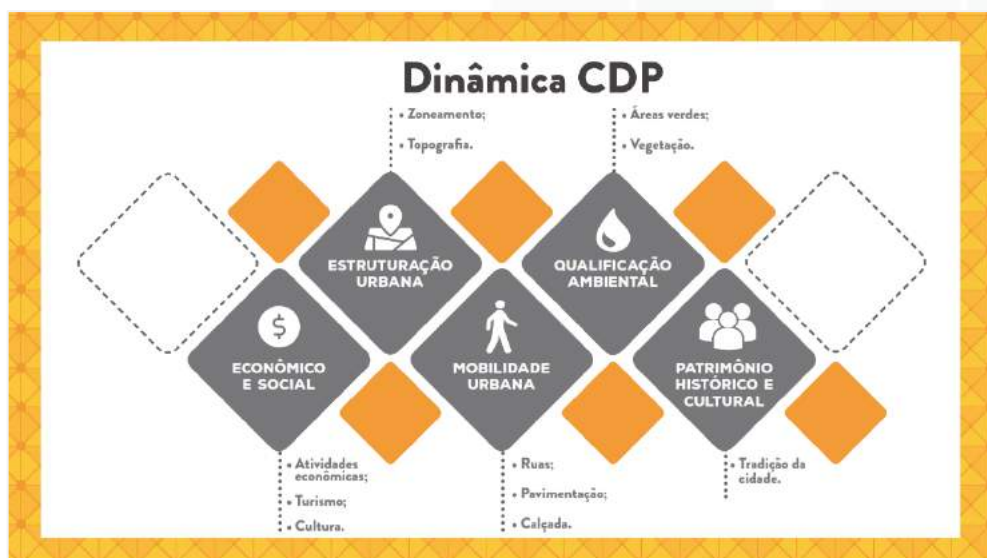 Dinâmica CDP
• Zoneamento;
• Topografia.
• Áreas verdes;
• Vegetação.
ESTRUTURAÇÃO
URBANA
QUALIFICAÇÃO
AMBIENTAL
$
ECONÔMICO
E SOCIAL
MOBILIDADE
URBANA
PATRIMÔNIO
HISTÓRICO E
CULTURAL
• Atividades
econômicas;
• Turismo;
• Cultura.
• Ruas;
• Pavimentação;
• Calçada.
• Tradição da
cidade.